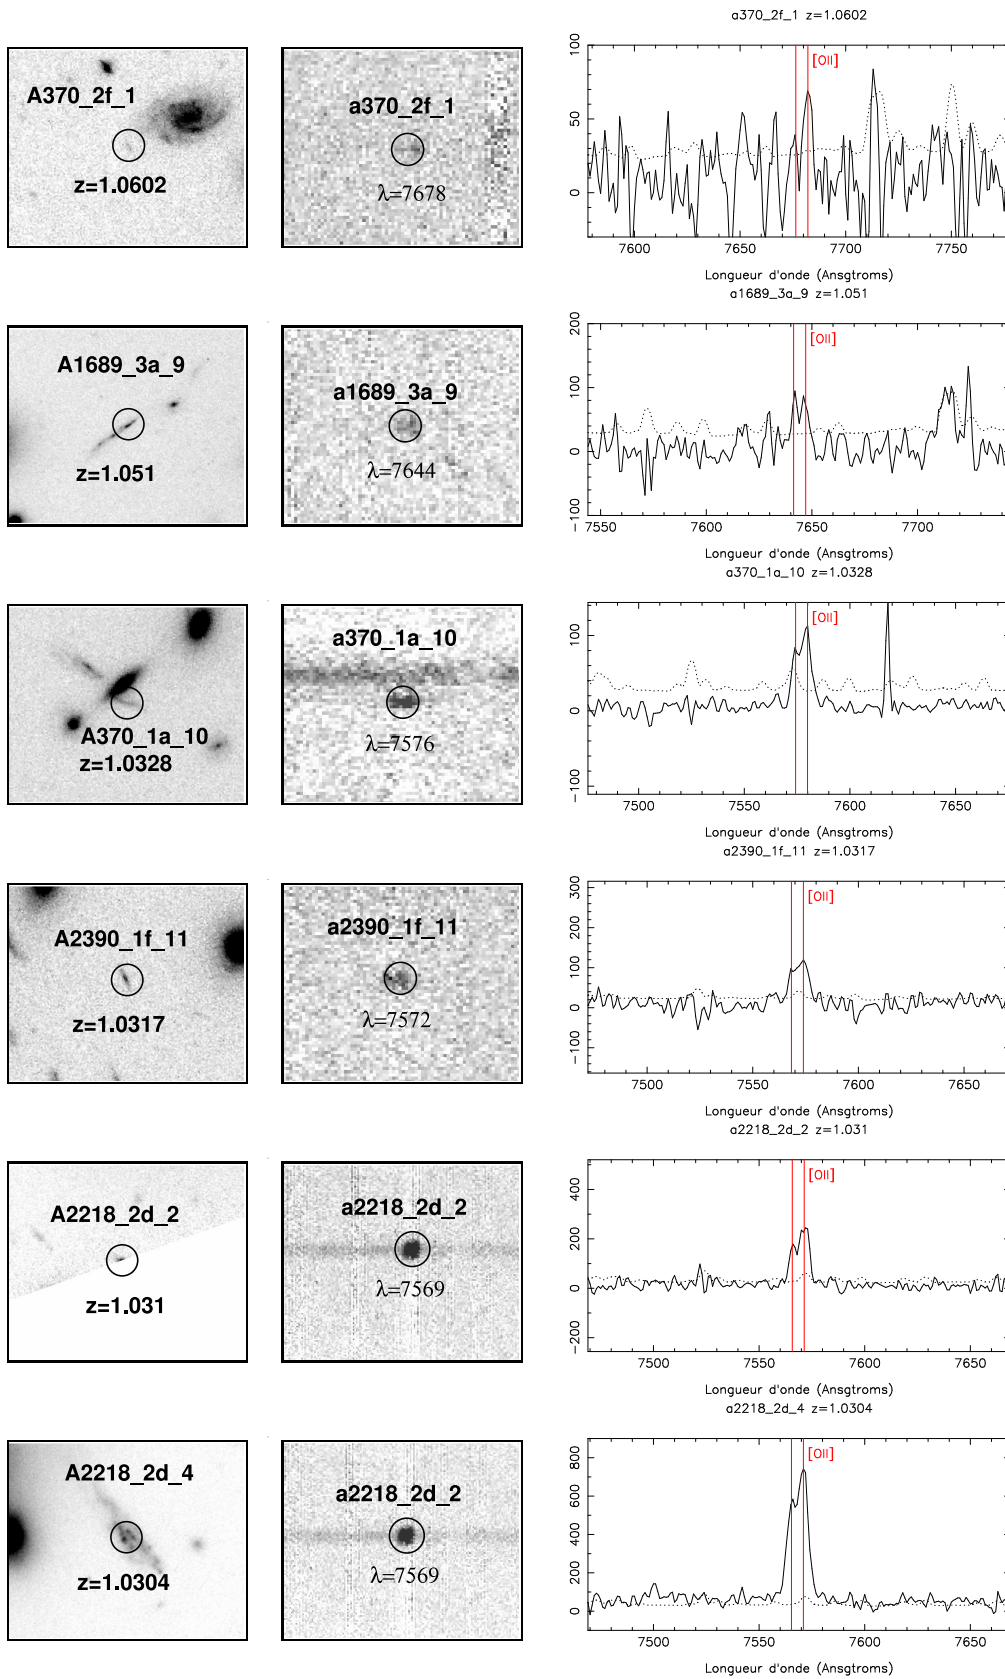 a370_2f_1 z=1.0602
A370_2f_1
z=1.0602
a370_2f_1
λ=7678
[OII]
100
50
0
7600 7650 7700 7750
Longueur d'onde (Ansgtroms)
a1689_3a_9 z=1.051
A1689_3a_9
z=1.051
a1689_3a_9
λ=7644
[OII]
200
100
0
-100
7550 7600 7650 7700
Longueur d'onde (Ansgtroms)
a370_1a_10 z=1.0328
A370_1a_10
z=1.0328
a370_1a_10
λ=7576
[OII]
100
0
-100
7500 7550 7600 7650
Longueur d'onde (Ansgtroms)
a2390_1f_11 z=1.0317
A2390_1f_11
z=1.0317
a2390_1f_11
λ=7572
[OII]
300
200
100
0
-100
7500 7550 7600 7650
Longueur d'onde (Ansgtroms)
a2218_2d_2 z=1.031
A2218_2d_2
z=1.031
a2218_2d_2
λ=7569
[OII]
400
200
0
-200
7500 7550 7600 7650
Longueur d'onde (Ansgtroms)
a2218_2d_4 z=1.0304
A2218_2d_4
z=1.0304
a2218_2d_2
λ=7569
[OII]
800
600
400
200
0
7500 7550 7600 7650
Longueur d'onde (Ansgtroms)